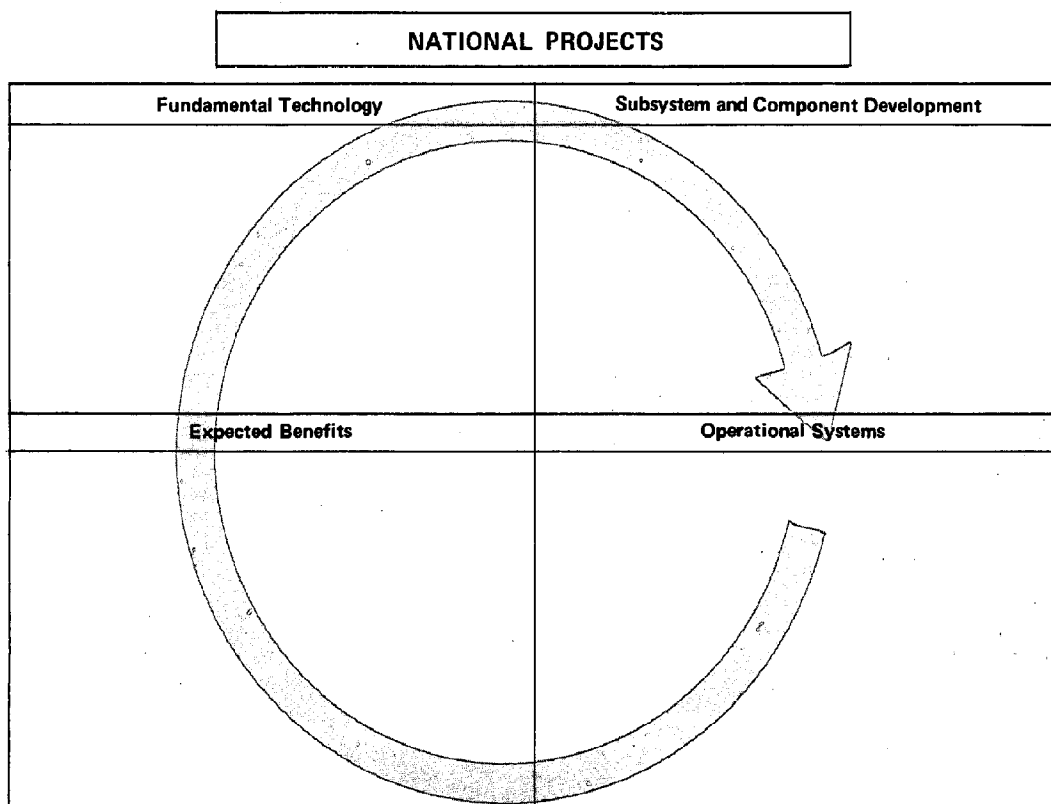 NATIONAL PROJECTS
Fundamental Technology
Subsystem and Component Development
Expected Benefits
Operational Systems